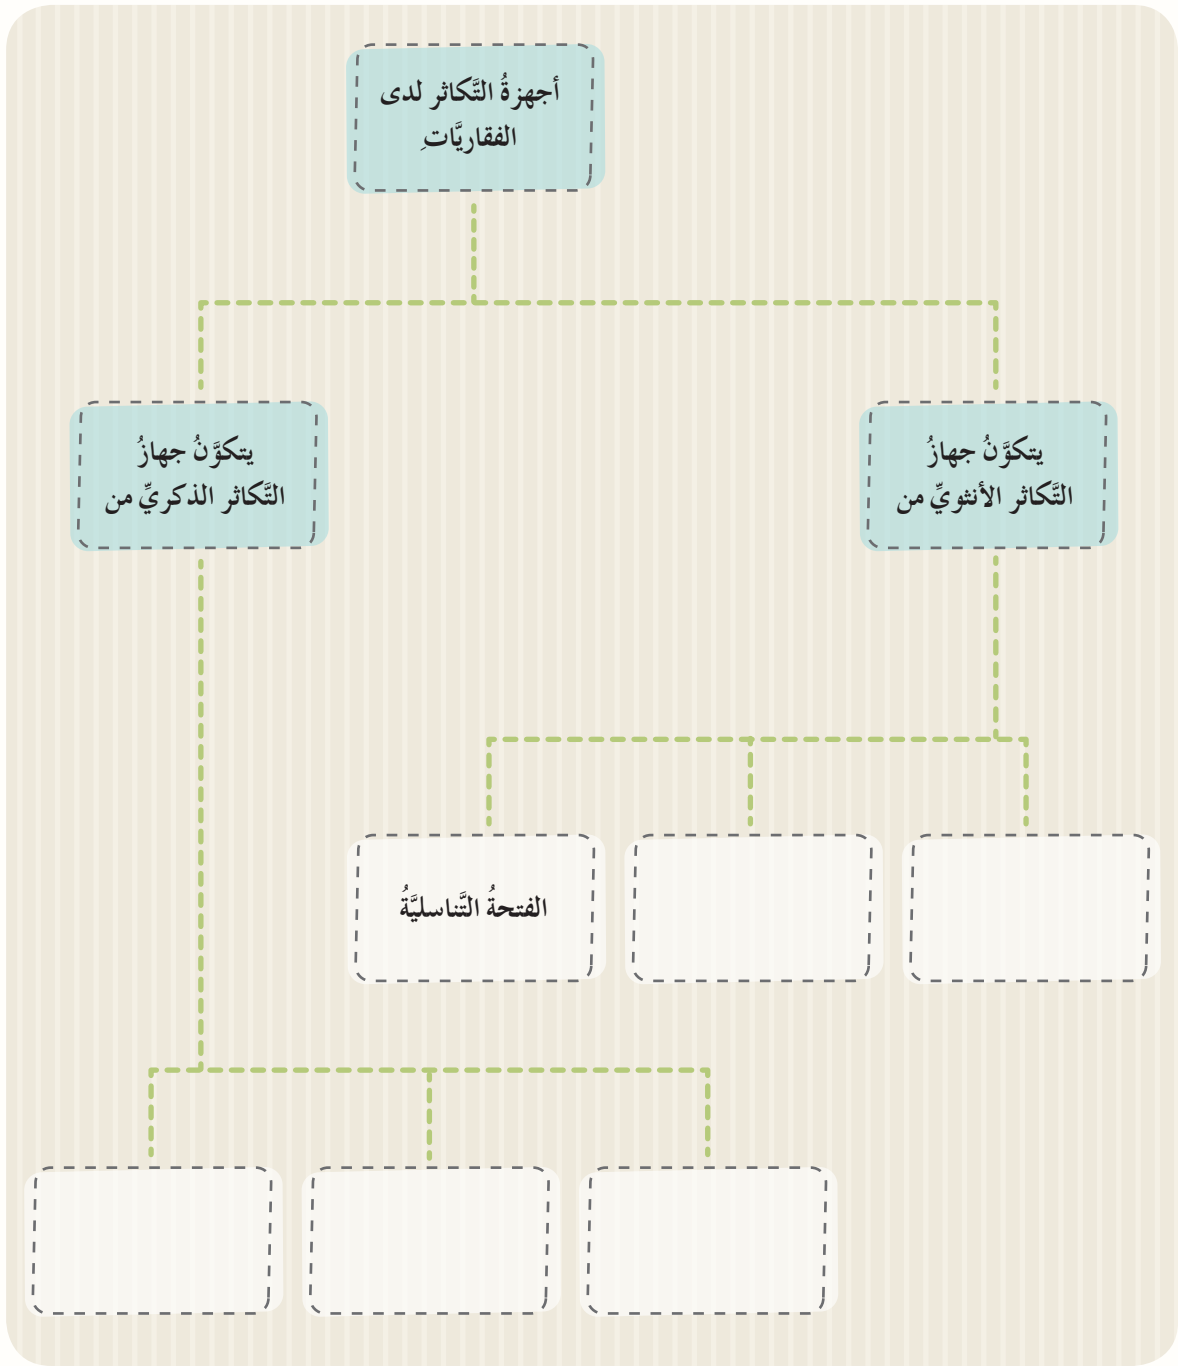 أجهزةُ التَّكاثر لدى
الفقاريَّاتِ
يتكوَّنُ جهازُ
التَّكاثر الأنثويِّ من
يتكوَّنُ جهازُ
التَّكاثر الذكريِّ من
الفتحةُ التَّناسليَّةُ